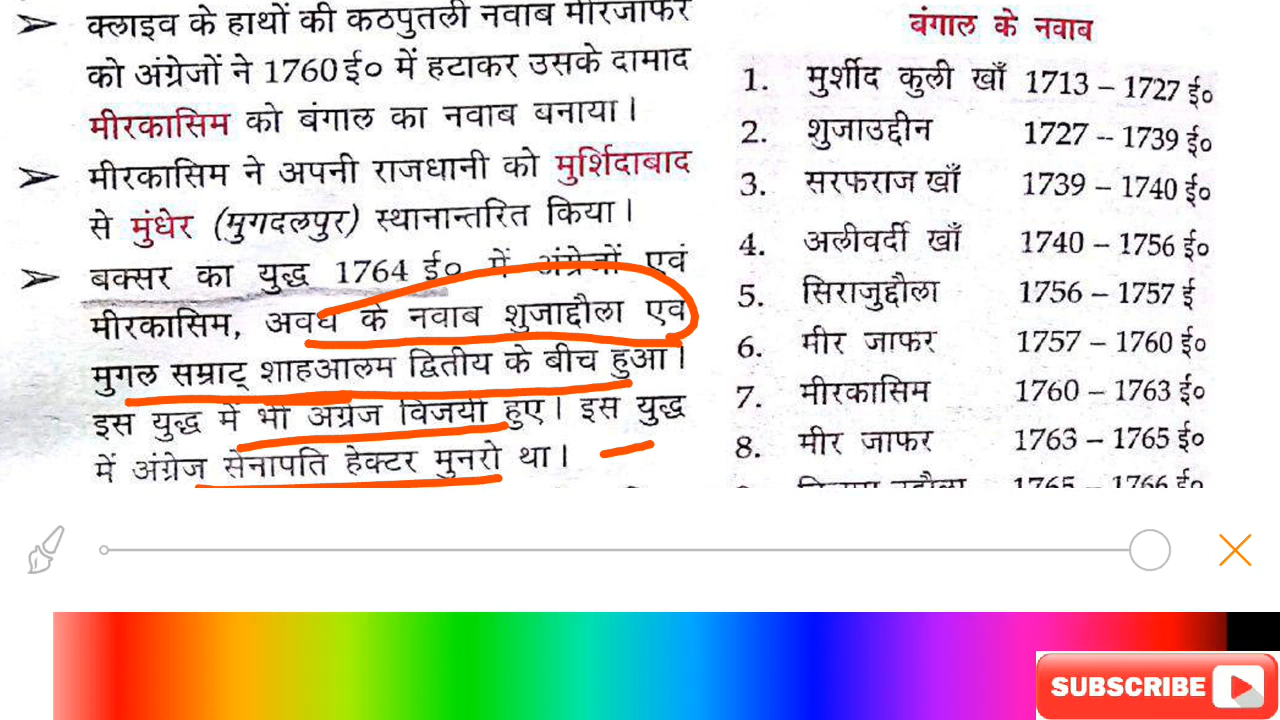 ➤ क्लाइव के हाथों की कठपुतली नवाब मीरजाफर
को अंग्रेजों ने 1760 ई० में हटाकर उसके दामाद
मीरकासिम को बंगाल का नवाब बनाया।
➤ मीरकासिम ने अपनी राजधानी को मुर्शिदाबाद
से मुंधेर (मुगदलपुर) स्थानान्तरित किया।
➤ बक्सर का युद्ध 1764 ई० में अंग्रेजों एवं
मीरकासिम, अवध के नवाब शुजाद्दौला एवं
मुगल सम्राट् शाहआलम द्वितीय के बीच हुआ।
इस युद्ध में भी अंग्रेज विजयी हुए। इस युद्ध
में अंग्रेज सेनापति हेक्टर मुनरो था।
बंगाल के नवाब
1. मुर्शीद कुली खाँ 1713 – 1727 ई०
2. शुजाउद्दीन 1727 – 1739 ई०
3. सरफराज खाँ 1739 – 1740 ई०
4. अलीवर्दी खाँ 1740 – 1756 ई०
5. सिराजुद्दौला 1756 – 1757 ई
6. मीर जाफर 1757 – 1760 ई०
7. मीरकासिम 1760 – 1763 ई०
8. मीर जाफर 1763 – 1765 ई०
1765 – 1766 ई०
SUBSCRIBE